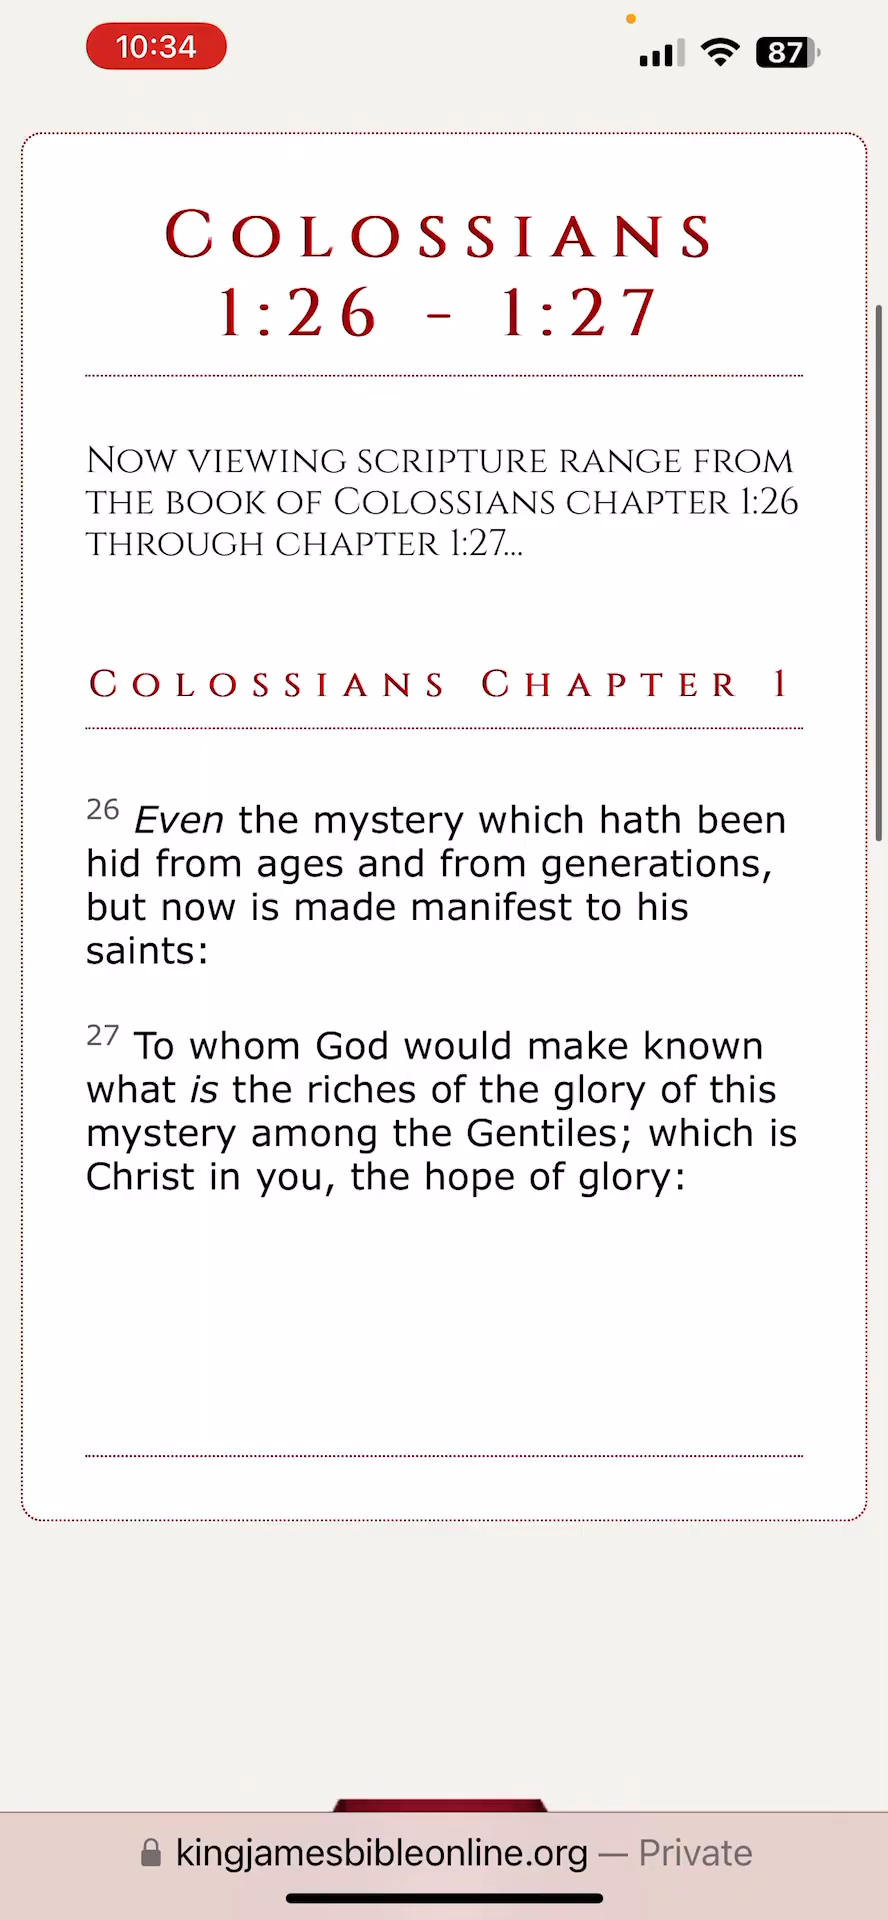 10:34
87
Colossians
1:26 - 1:27
Now viewing scripture range from
the book of Colossians chapter 1:26
through chapter 1:27...
Colossians Chapter 1
26 Even the mystery which hath been
hid from ages and from generations,
but now is made manifest to his
saints:
27 To whom God would make known
what is the riches of the glory of this
mystery among the Gentiles; which is
Christ in you, the hope of glory:
kingjamesbibleonline.org — Private